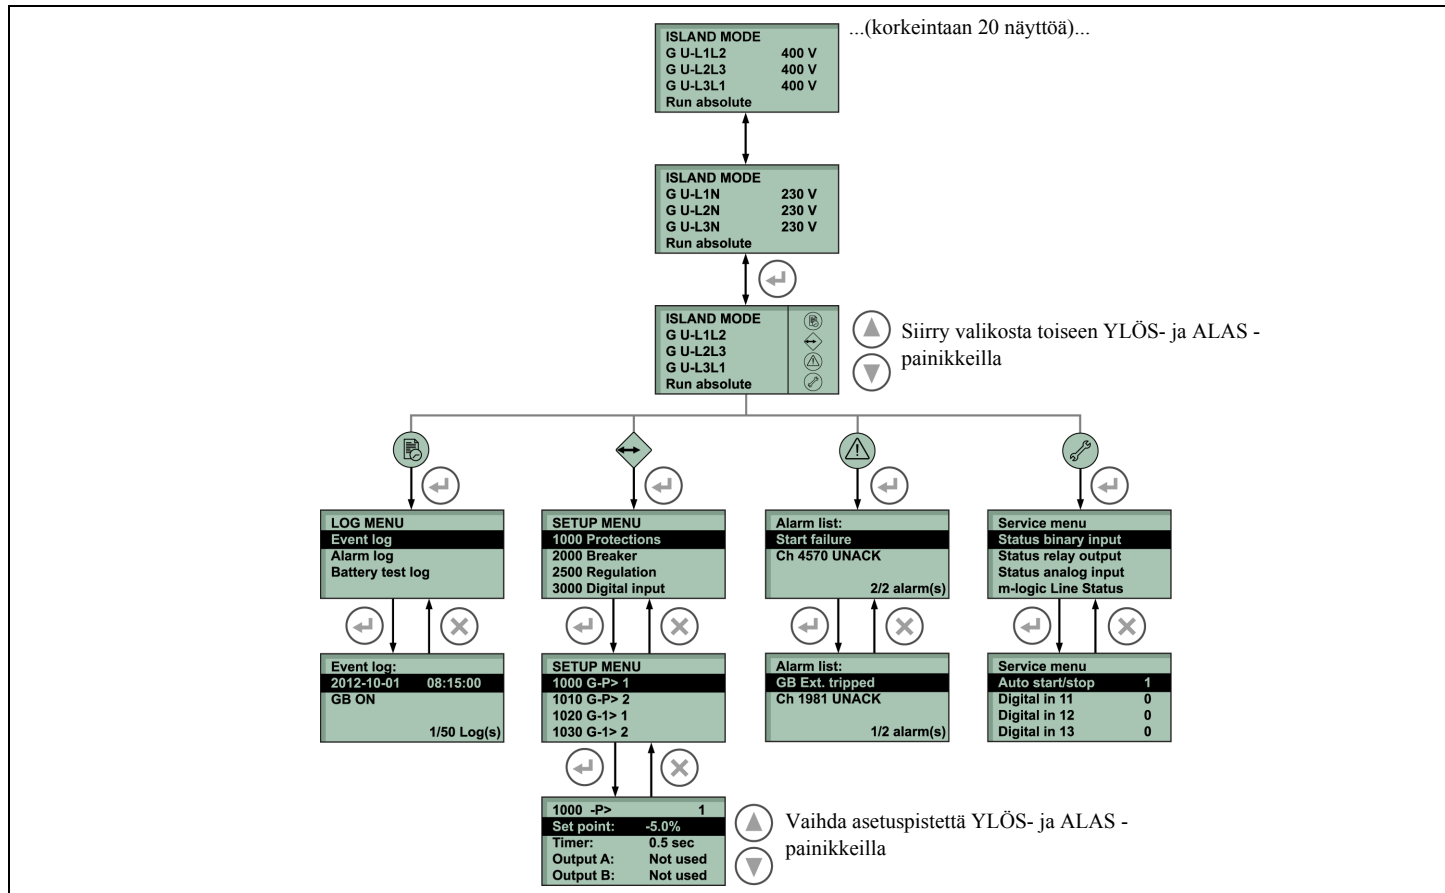 ISLAND MODE
G U-L1L2 400 V
G U-L2L3 400 V
G U-L3L1 400 V
Run absolute
...(korkeintaan 20 näyttöä)...
ISLAND MODE
G U-L1N 230 V
G U-L2N 230 V
G U-L3N 230 V
Run absolute
ISLAND MODE
G U-L1L2
G U-L2L3
G U-L3L1
Run absolute
Siirry valikosta toiseen YLÖS- ja ALAS -
painikkeilla
LOG MENU
Event log
Alarm log
Battery test log
SETUP MENU
1000 Protections
2000 Breaker
2500 Regulation
3000 Digital input
Alarm list:
Start failure
Ch 4570 UNACK
2/2 alarm(s)
Service menu
Status binary input
Status relay output
Status analog input
m-logic Line Status
Event log:
2012-10-01 08:15:00
GB ON
1/50 Log(s)
SETUP MENU
1000 G-P> 1
1010 G-P> 2
1020 G-1> 1
1030 G-1> 2
Alarm list:
GB Ext. tripped
Ch 1981 UNACK
1/2 alarm(s)
Service menu
Auto start/stop 1
Digital in 11 0
Digital in 12 0
Digital in 13 0
1000 -P> 1
Set point: -5.0%
Timer: 0.5 sec
Output A: Not used
Output B: Not used
Vaihda asetuspistettä YLÖS- ja ALAS -
painikkeilla